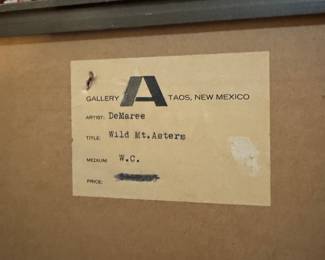 GALLERY A TAOS, NEW MEXICO
ARTIST: DeMaree
TITLE: Wild Mt. Asters
MEDIUM: W.C.
PRICE: